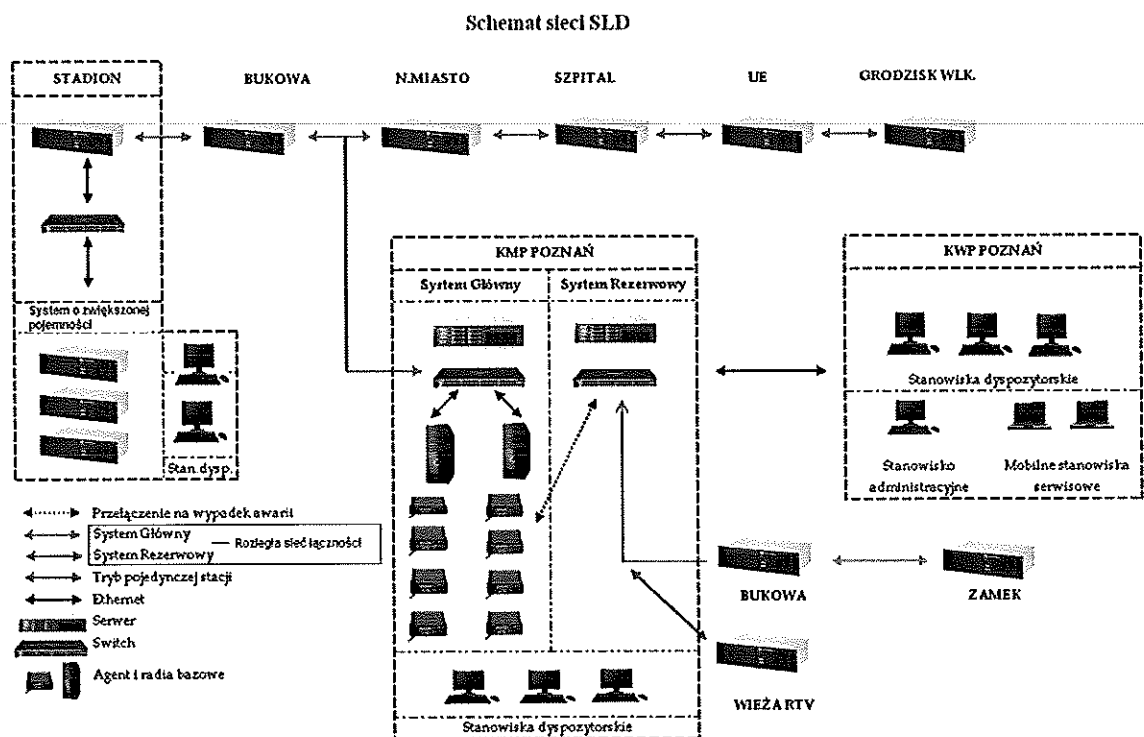 Schemat sieci SLD
STADION
BUKOWA
N.MIASTO
SZPITAL
UE
GRODZISK WLK.
System o zwiększonej
pojemności
Stan.dysp.
KMP POZNAŃ
System Główny
System Rezerwowy
Stanowiska dyspozytorskie
KWP POZNAŃ
Stanowiska dyspozytorskie
Stanowisko
administracyjne
Mobilne stanowiska
serwisowe
BUKOWA
ZAMEK
WIEŻA RTV
Przełączenie na wypadek awarii
System Główny
System Rezerwowy
Rozległa sieć łączności
Tryb pojedynczej stacji
Ethernet
Serwer
Switch
Agent i radia bazowe